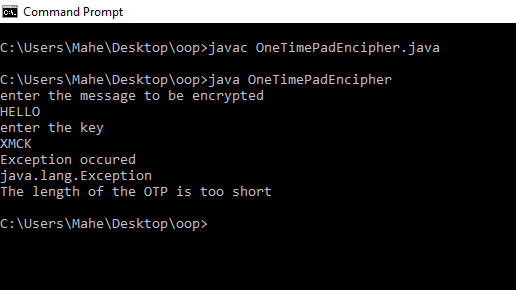 Command Prompt
C:\Users\Mahe\Desktop\oop>javac OneTimePadEncipher.java
C:\Users\Mahe\Desktop\oop>java OneTimePadEncipher
enter the message to be encrypted
HELLO
enter the key
XMCK
Exception occured
java.lang.Exception
The length of the OTP is too short
C:\Users\Mahe\Desktop\oop>